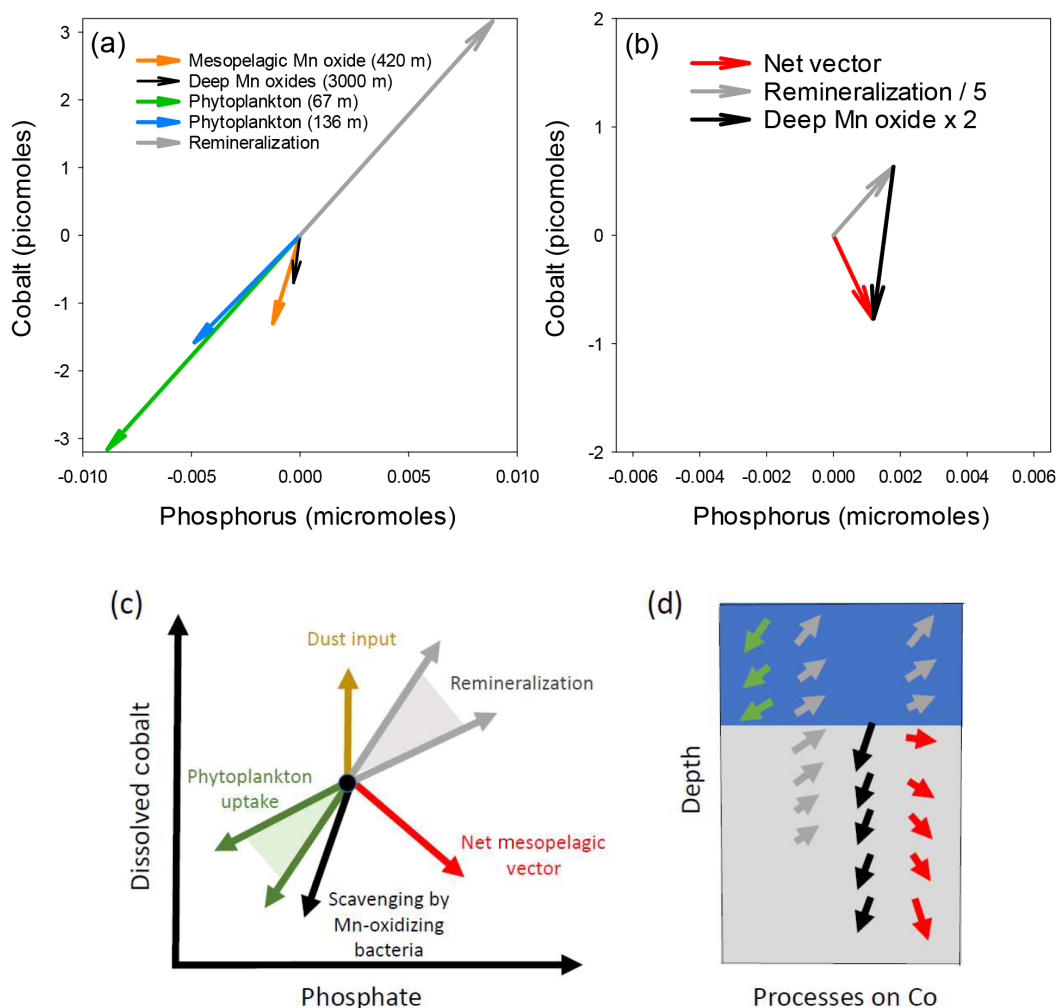 (a)
Mesopelagic Mn oxide (420 m)
Deep Mn oxides (3000 m)
Phytoplankton (67 m)
Phytoplankton (136 m)
Remineralization
3
2
1
0
-1
-2
-3
Cobalt (picomoles)
-0.010
-0.005
0.000
0.005
0.010
Phosphorus (micromoles)
(b)
Net vector
Remineralization / 5
Deep Mn oxide x 2
2
1
0
-1
-2
Cobalt (picomoles)
-0.006
-0.004
-0.002
0.000
0.002
0.004
0.006
Phosphorus (micromoles)
(c)
Dust input
Remineralization
Phytoplankton
uptake
Net mesopelagic
vector
Scavenging by
Mn-oxidizing
bacteria
Dissolved cobalt
Phosphate
(d)
Depth
Processes on Co